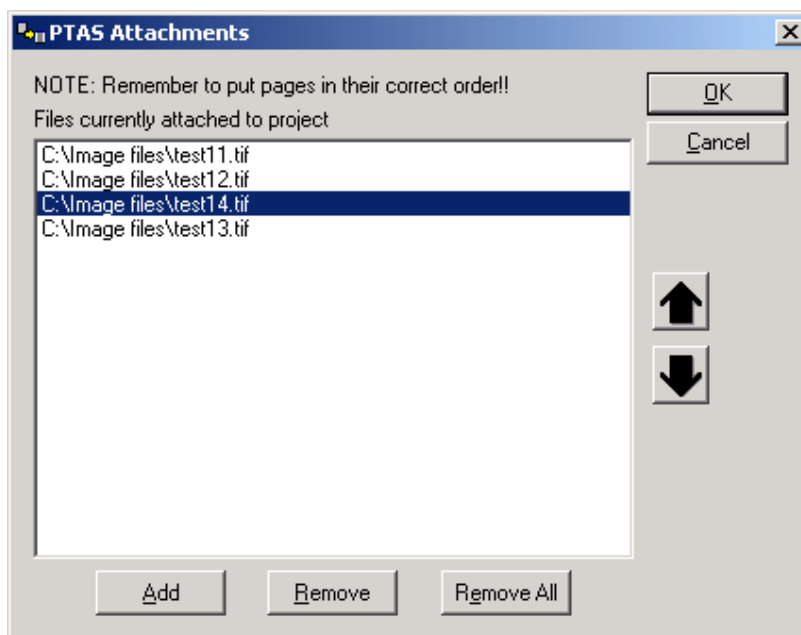 PTAS Attachments
NOTE: Remember to put pages in their correct order!!
Files currently attached to project
C:\Image files\test11.tif
C:\Image files\test12.tif
C:\Image files\test14.tif
C:\Image files\test13.tif
OK
Cancel
Add
Remove
Remove All